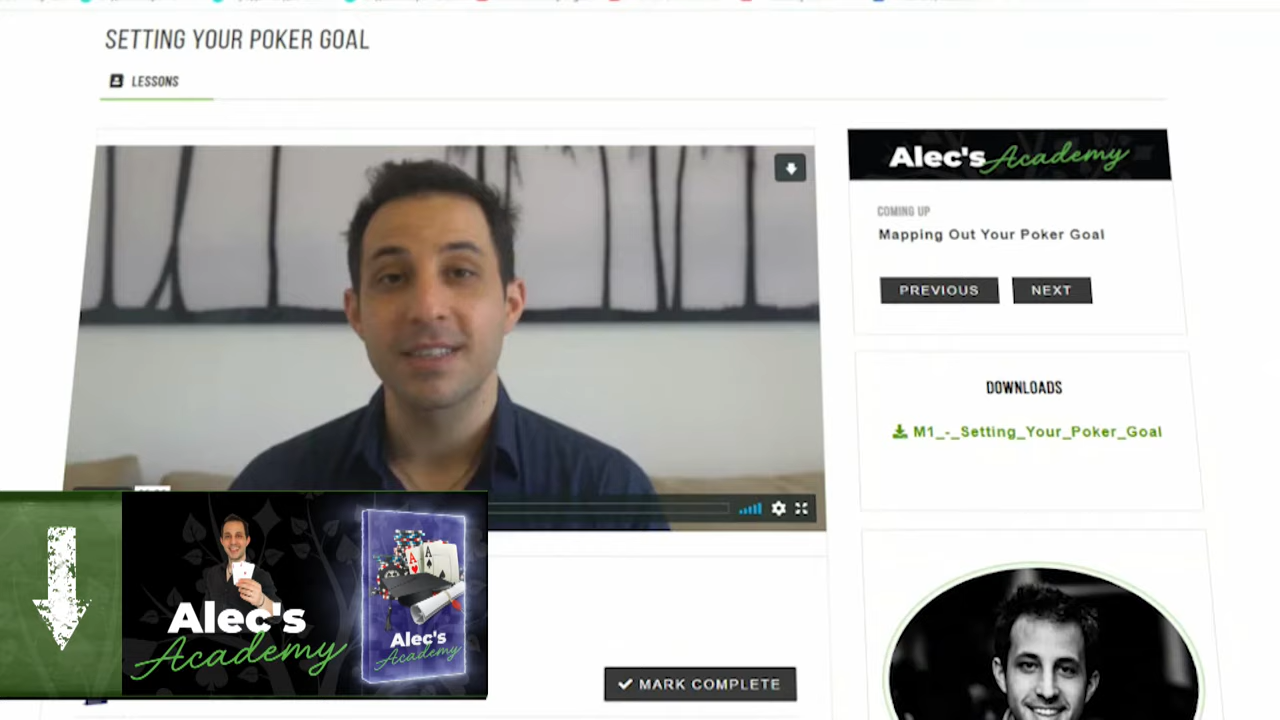 SETTING YOUR POKER GOAL
LESSONS
Alec's Academy
COMING UP
Mapping Out Your Poker Goal
PREVIOUS
NEXT
DOWNLOADS
M1_-_Setting_Your_Poker_Goal
Alec's
Academy
Alec's
Academy
MARK COMPLETE